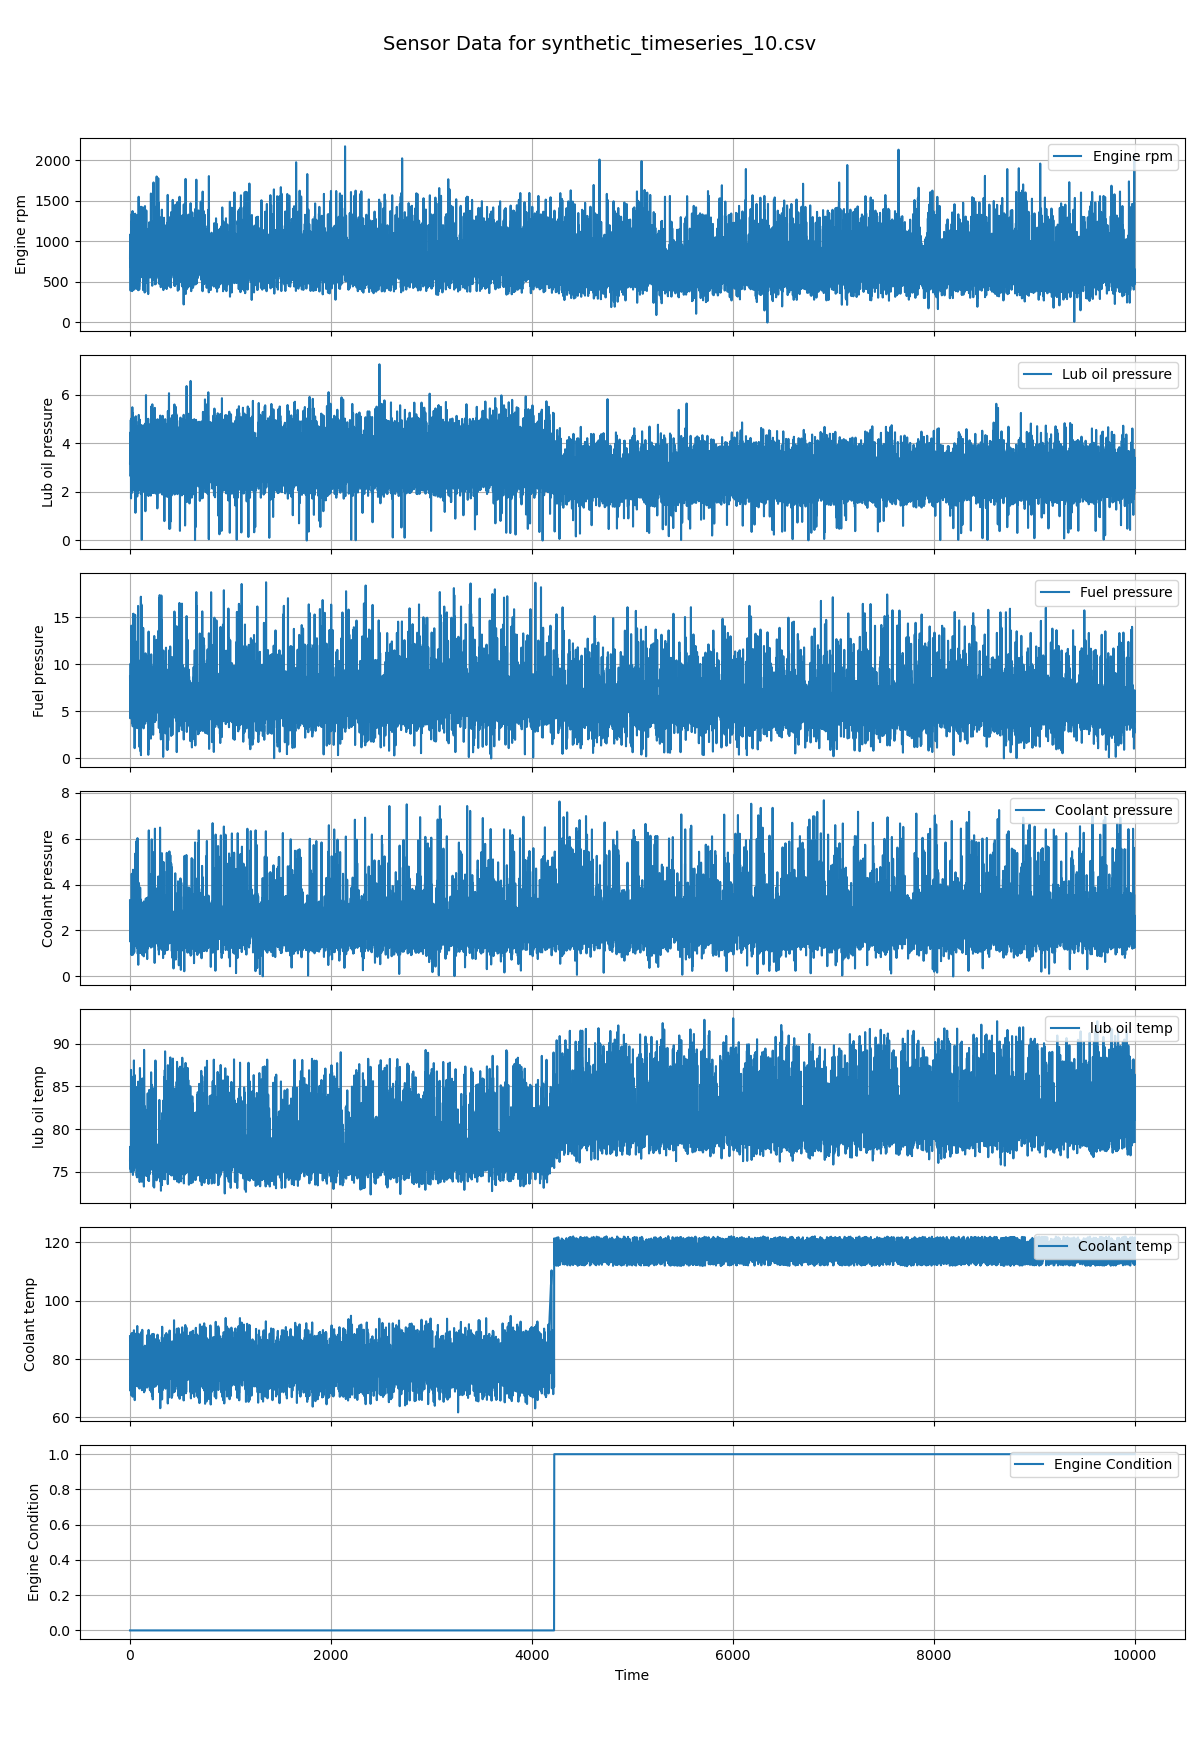 Sensor Data for synthetic_timeseries_10.csv
Engine rpm
2000
1500
1000
500
0
Engine rpm
Lub oil pressure
6
4
2
0
Lub oil pressure
Fuel pressure
15
10
5
0
Fuel pressure
Coolant pressure
8
6
4
2
0
Coolant pressure
lub oil temp
90
85
80
75
lub oil temp
Coolant temp
120
100
80
60
Coolant temp
Engine Condition
1.0
0.8
0.6
0.4
0.2
0.0
Engine Condition
0 2000 4000 6000 8000 10000
Time